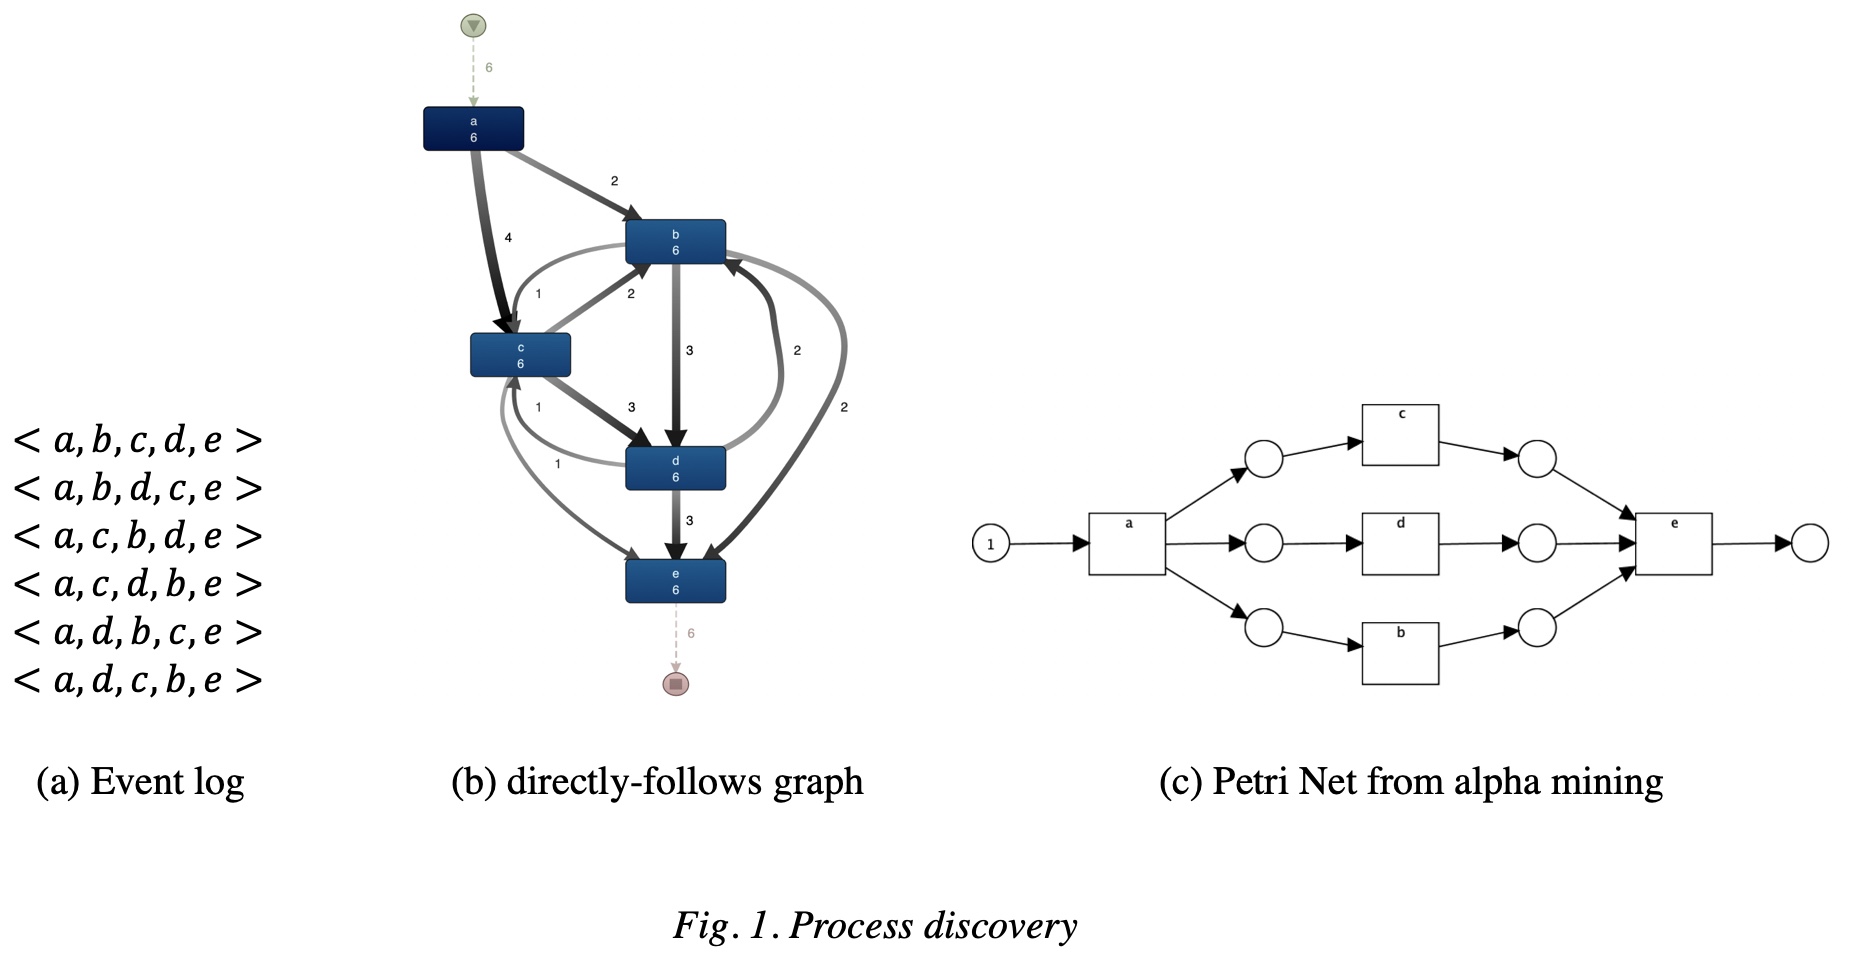 < a, b, c, d, e >
< a, b, d, c, e >
< a, c, b, d, e >
< a, c, d, b, e >
< a, d, b, c, e >
< a, d, c, b, e >
(a) Event log
6
a
6
2
4
b
6
1
2
3
2
2
c
6
1
3
1
d
6
3
e
6
6
(b) directly-follows graph
1
a
c
d
b
e
(c) Petri Net from alpha mining
Fig. 1. Process discovery